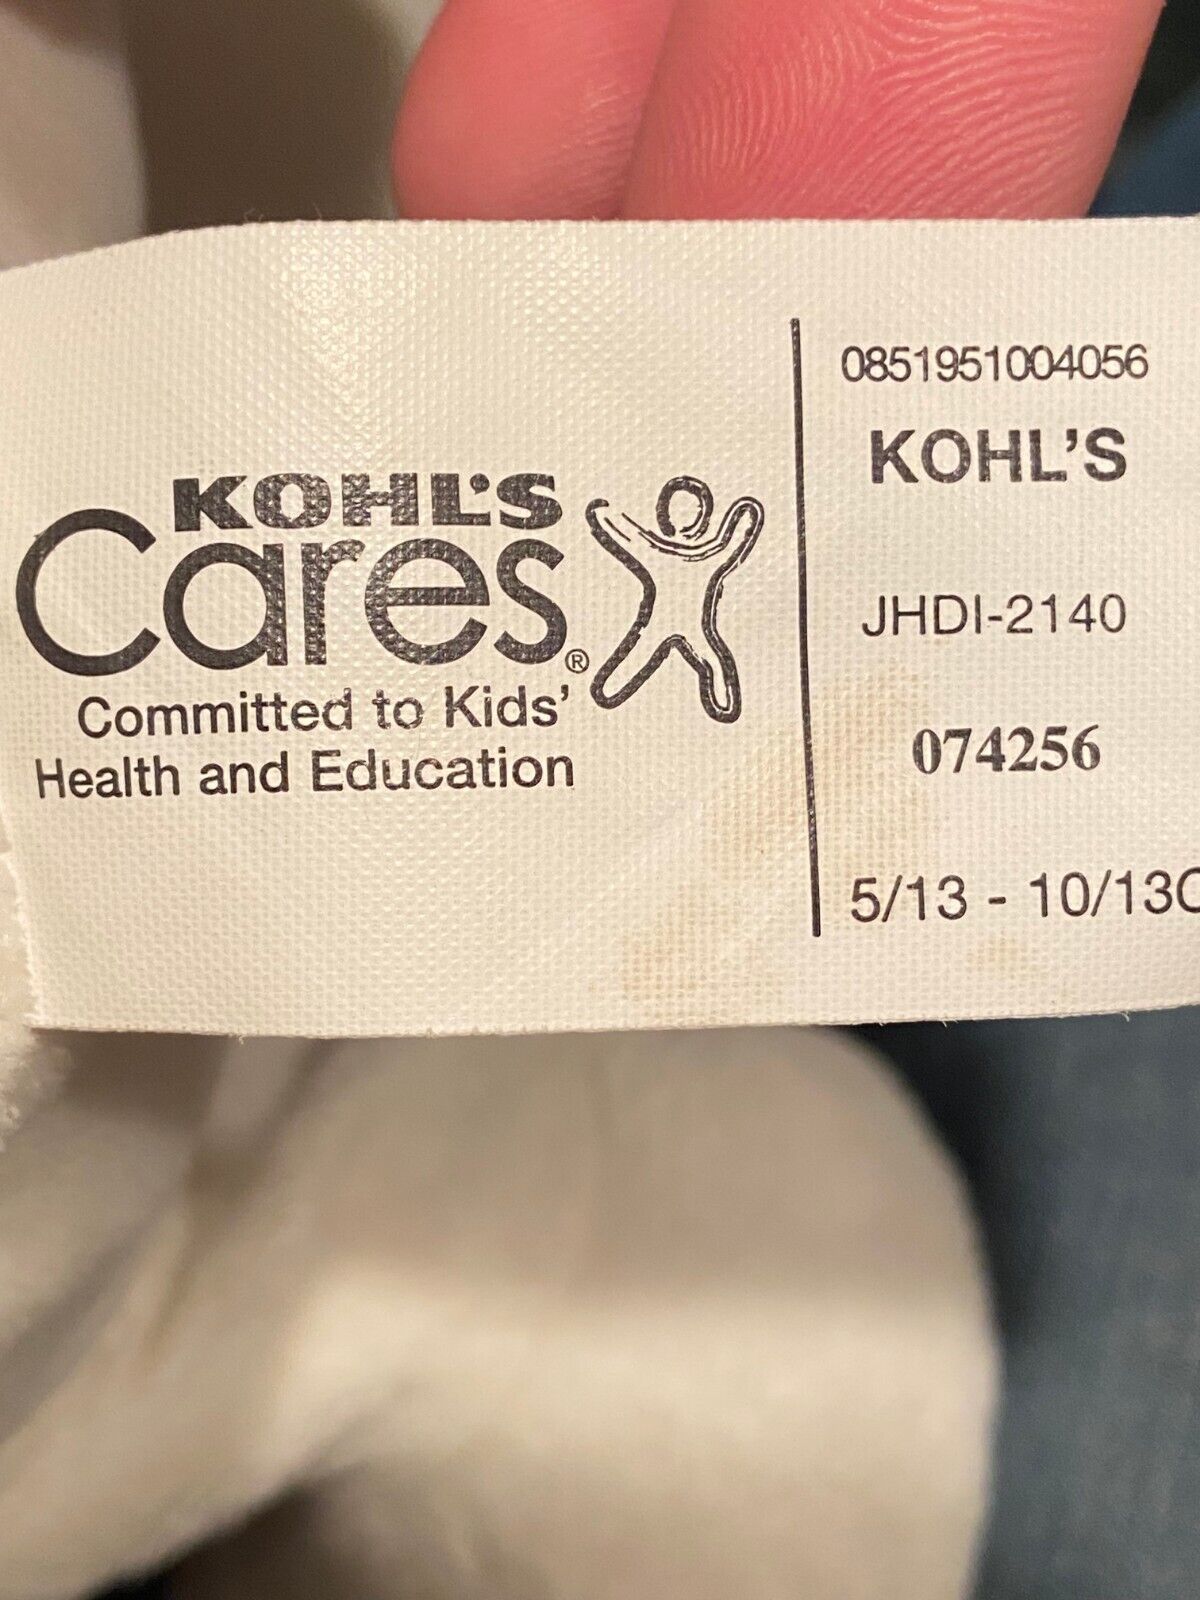 KOHL'S
Cares®
Committed to Kids'
Health and Education
0851951004056
KOHL'S
JHDI-2140
074256
5/13 - 10/13